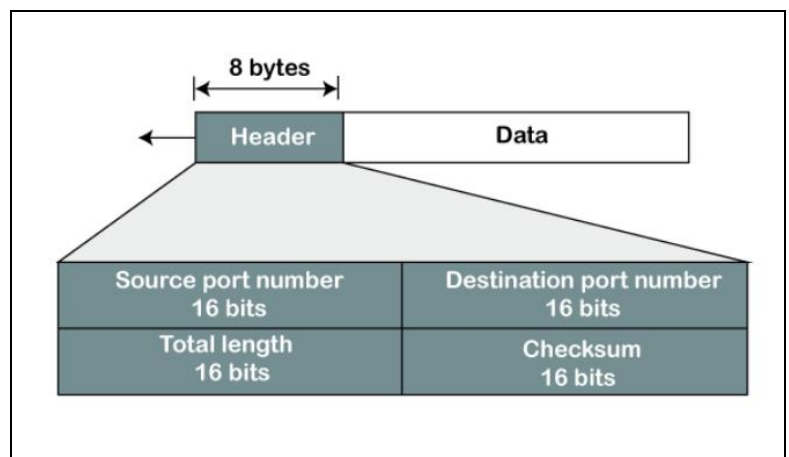 8 bytes
Header
Data
Source port number
16 bits
Destination port number
16 bits
Total length
16 bits
Checksum
16 bits